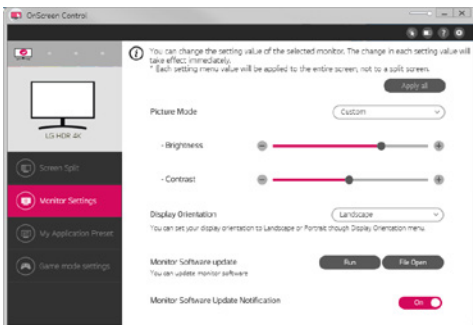 OnScreen Control
You can change the setting value of the selected monitor. The change in each setting value will
take effect immediately.
* Each setting menu value will be applied to the entire screen; not to a split screen.
Apply all
LG HDR 4K
Picture Mode
Custom
- Brightness
- Contrast
Screen Split
Monitor Settings
My Application Preset
Game mode settings
Display Orientation
Landscape
You can set your display orientation to Landscape or Portrait though Display Orientation menu.
Monitor Software update
Run
File Open
You can update monitor software
Monitor Software Update Notification
On